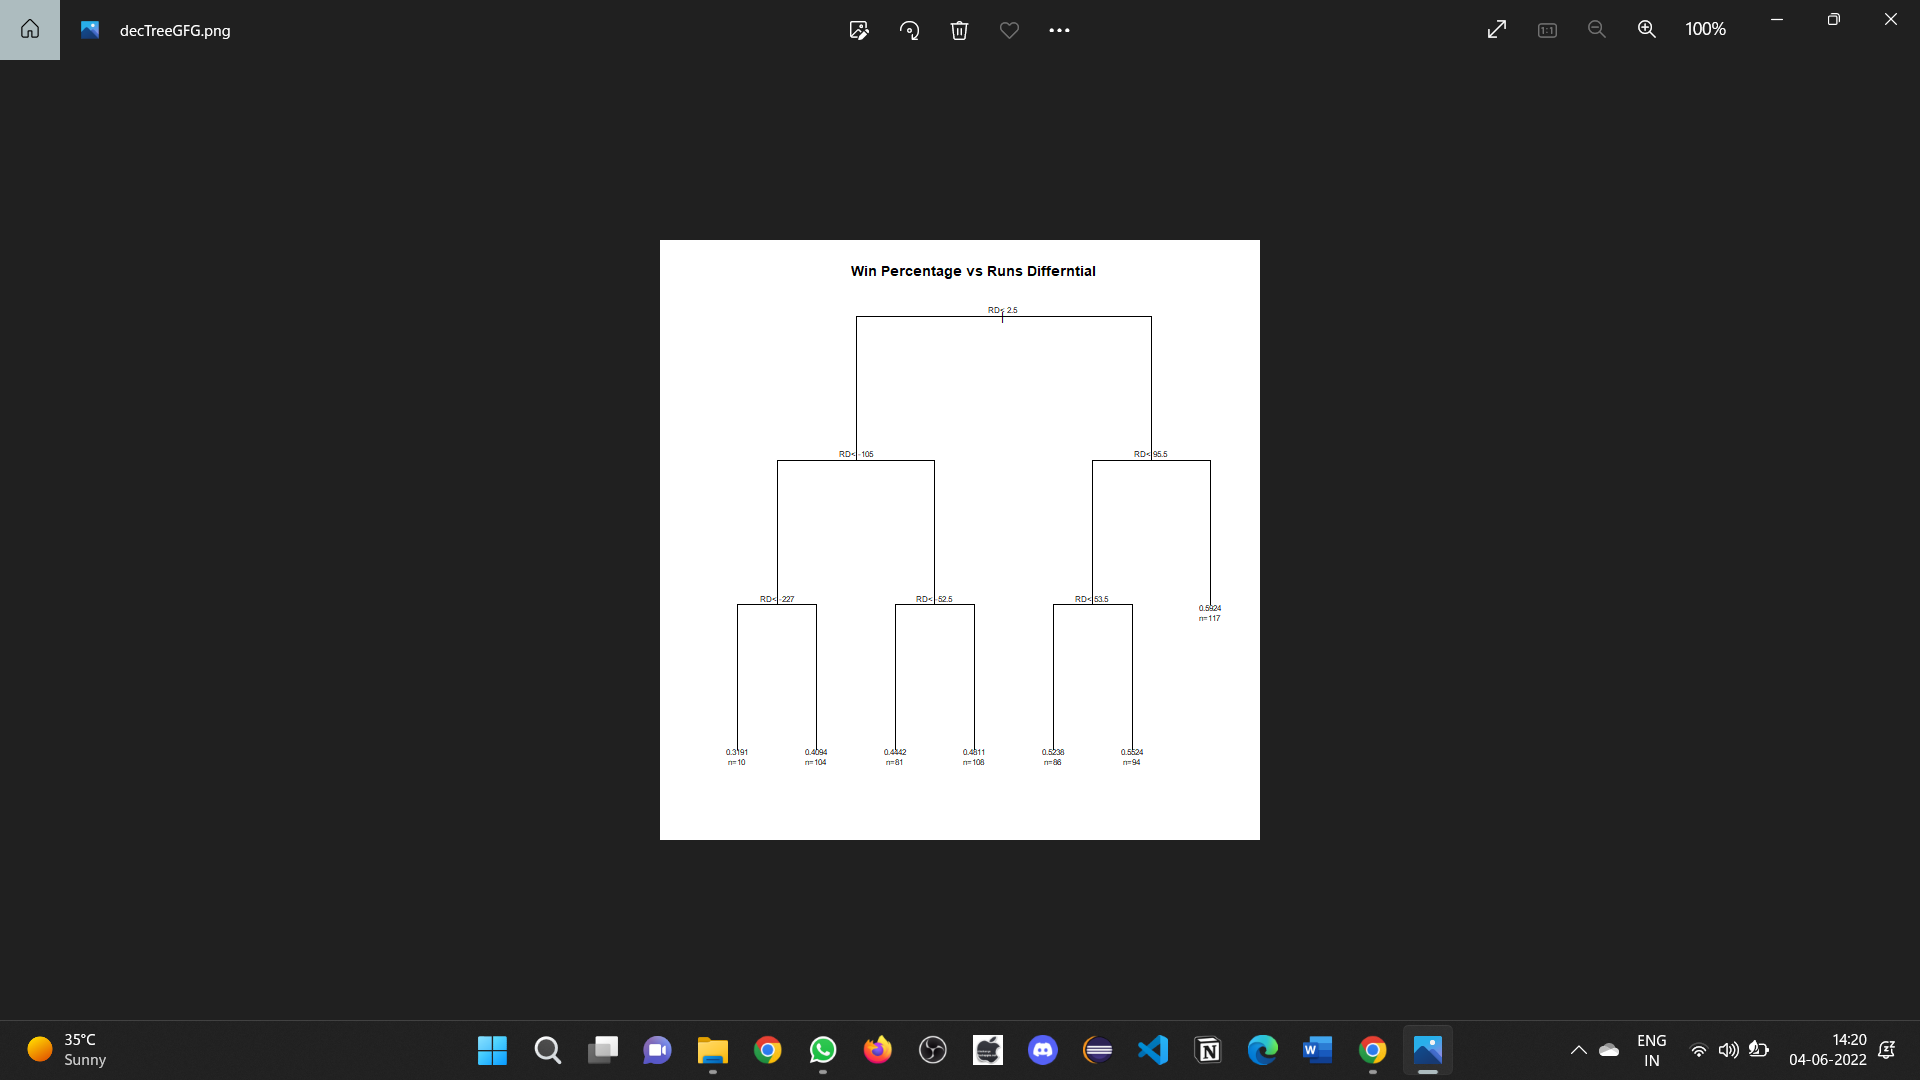 decTreeGFG.png
100%
Win Percentage vs Runs Differntial
RD< 2.5
RD< -105
RD< 95.5
RD< -227
RD< -52.5
RD< 53.5
0.5924
n=117
0.3191
n=10
0.4094
n=104
0.4442
n=81
0.4811
n=108
0.5238
n=86
0.5524
n=94
35°C
Sunny
ENG
IN
14:20
04-06-2022